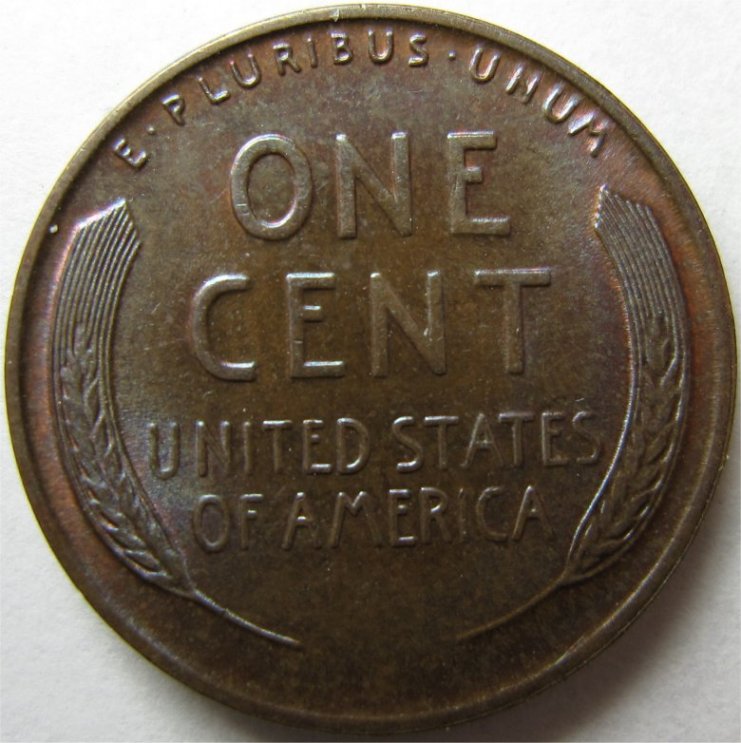 E·PLURIBUS·UNUM
ONE
CENT
UNITED STATES
OF AMERICA